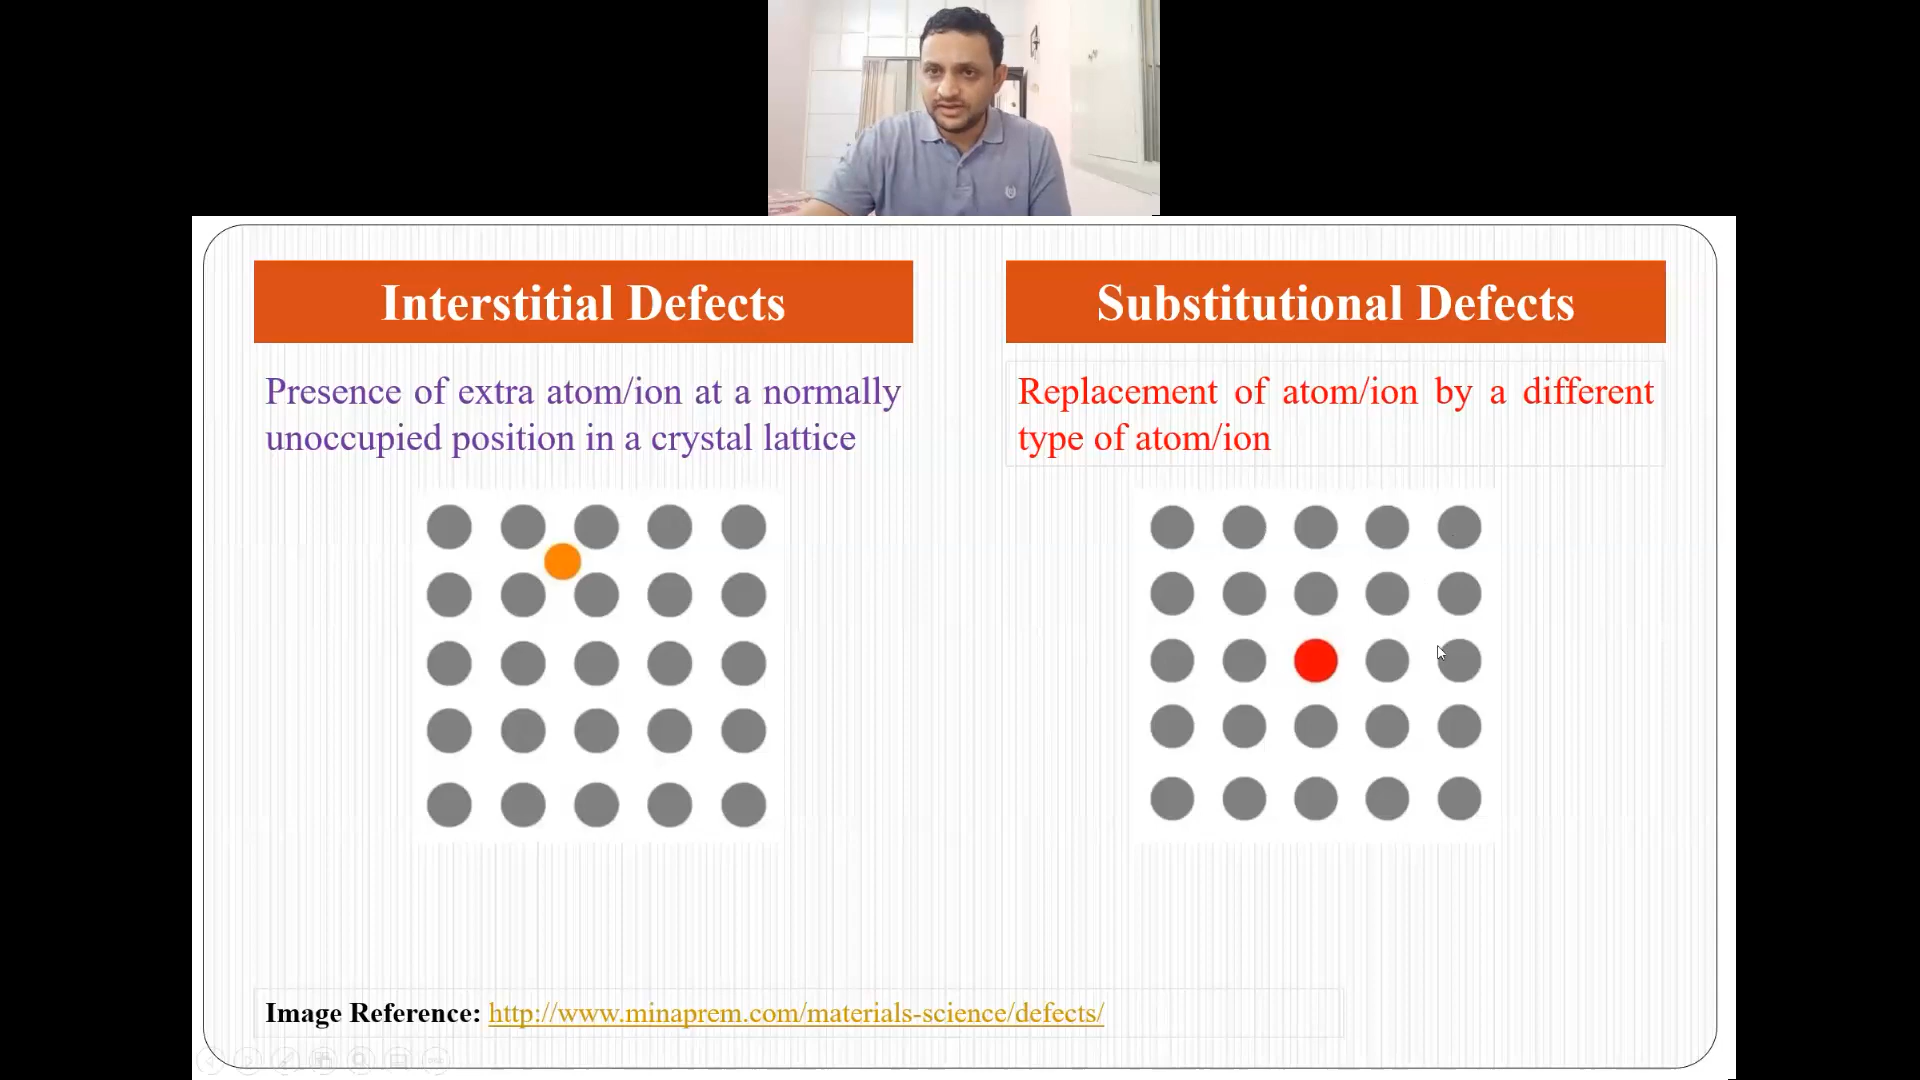 Interstitial Defects
Presence of extra atom/ion at a normally
unoccupied position in a crystal lattice
Substitutional Defects
Replacement of atom/ion by a different
type of atom/ion
Image Reference: http://www.minaprem.com/materials-science/defects/